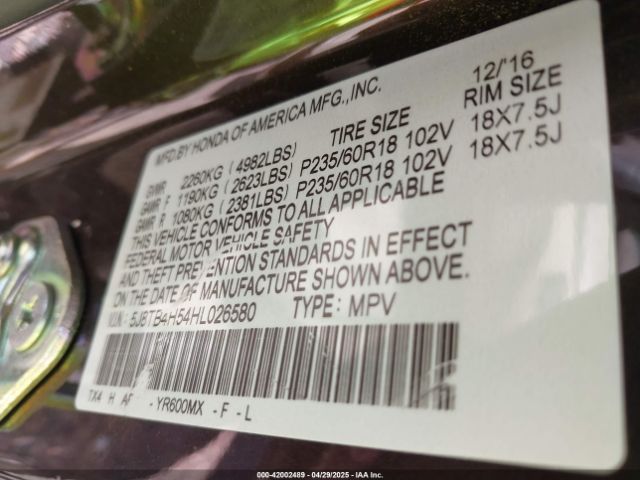 MFD. BY HONDA OF AMERICA MFG., INC. 12/'16
GVWR 2260KG (4982LBS) TIRE SIZE RIM SIZE
GAWR F 1190KG (2623LBS) P235/60R18 102V 18X7.5J
GAWR R 1080KG (2381LBS) P235/60R18 102V 18X7.5J
THIS VEHICLE CONFORMS TO ALL APPLICABLE
FEDERAL MOTOR VEHICLE SAFETY
AND THEFT PREVENTION STANDARDS IN EFFECT
ON THE DATE OF MANUFACTURE SHOWN ABOVE.
V.I.N.: 5J8TB4H54HL026580 TYPE: MPV
TX4 H AF - YR600MX - F - L
000-42002489 04/29/2025 IAA Inc.